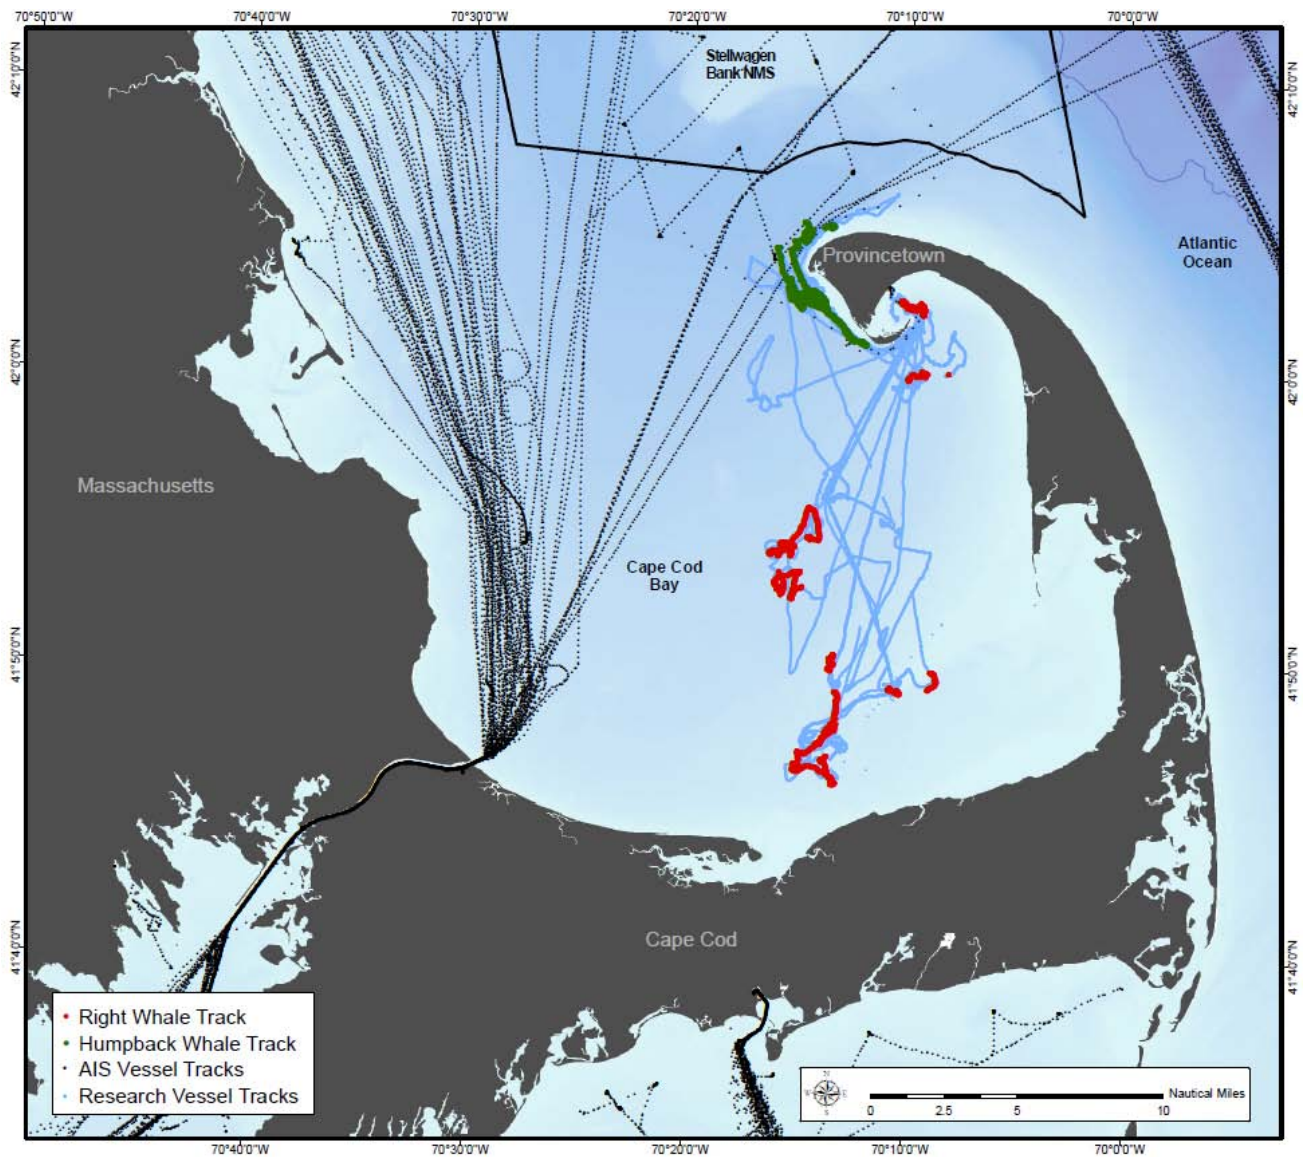 70°50'0"W 70°40'0"W 70°30'0"W 70°20'0"W 70°10'0"W 70°0'0"W
Stellwagen
Bank NMS
42°10'0"N
42°10'0"N
Atlantic
Ocean
Provincetown
42°0'0"N
42°0'0"N
Massachusetts
Cape Cod
Bay
41°50'0"N
41°50'0"N
Cape Cod
41°40'0"N
41°40'0"N
Right Whale Track
Humpback Whale Track
AIS Vessel Tracks
Research Vessel Tracks
N
W E
S
Nautical Miles
0 2.5 5 10
70°40'0"W 70°30'0"W 70°20'0"W 70°10'0"W 70°0'0"W